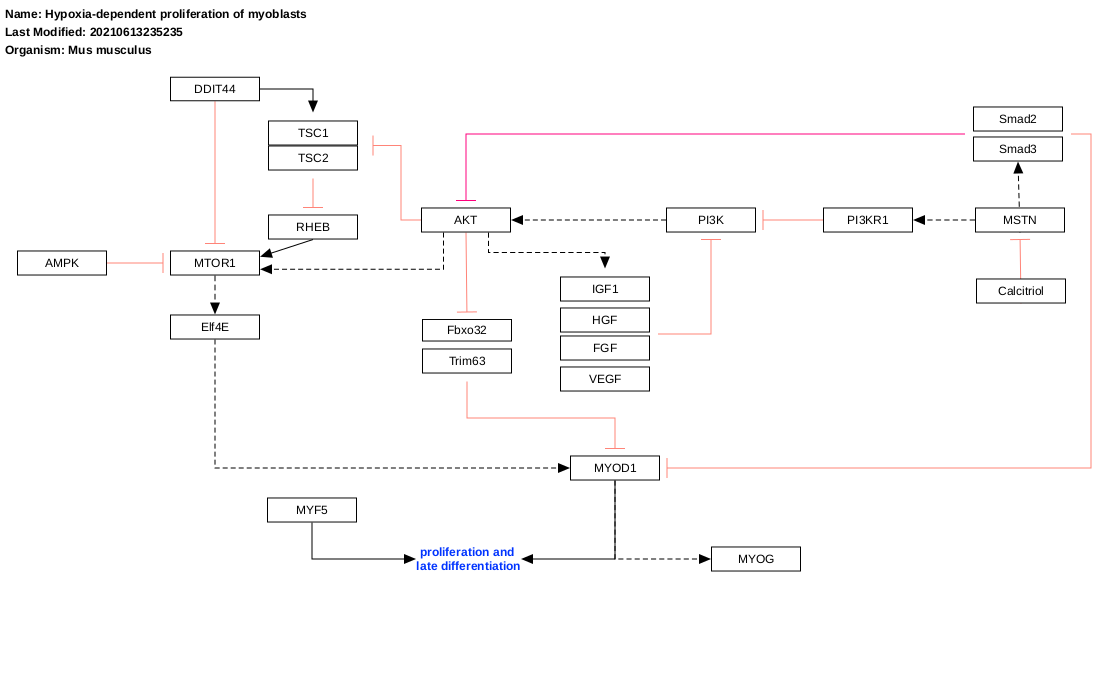 Name: Hypoxia-dependent proliferation of myoblasts
Last Modified: 20210613235235
Organism: Mus musculus
DDIT44
TSC1
TSC2
Smad2
Smad3
RHEB
AKT
PI3K
PI3KR1
MSTN
AMPK
MTOR1
IGF1
Calcitriol
HGF
Elf4E
Fbxo32
FGF
Trim63
VEGF
MYOD1
MYF5
proliferation and
late differentiation
MYOG